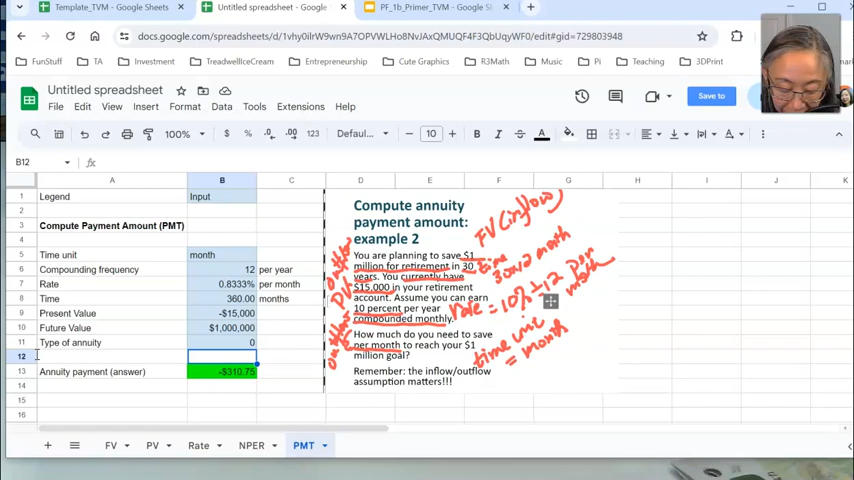 Template_TVM - Google Sheets
Untitled spreadsheet - Google Sh
PF_1b_Primer_TVM - Google Sl
docs.google.com/spreadsheets/d/1vhy0ilrW9wn9A7OTVPVWLHo8NvJAxQMUQF4F3QbUqyWF0/edit#gid=729803948
FunStuff
TA
Investment
TreadwellIceCream
Entrepreneurship
Cute Graphics
R3Math
Music
Pi
Teaching
3DPrint
Untitled spreadsheet
File Edit View Insert Format Data Tools Extensions Help
Save to
100% $ % .0 .00 123 Defaul... 10 B I A
B12 fx
A B C D E F G H I J K
1 Legend Input
2
3 Compute Payment Amount (PMT)
5 Time unit month
6 Compounding frequency 12 per year
7 Rate 0.8333% per month
8 Time 360.00 months
9 Present Value -$15,000
10 Future Value $1,000,000
11 Type of annuity 0
12
13 Annuity payment (answer) -$310.75
14
15
16
Compute annuity
payment amount:
example 2
You are planning to save $1
million for retirement in 30
years. You currently have
$15,000 in your retirement
account. Assume you can earn
10 percent per year
compounded monthly.
How much do you need to save
per month to reach your $1
million goal?
Remember: the inflow/outflow
assumption matters!!!
FV (inflow)
time
30x12 month
rate = 10% ÷ 12 per
month
time unit
= month
PV
outflow
outflow
+ FV PV Rate NPER PMT